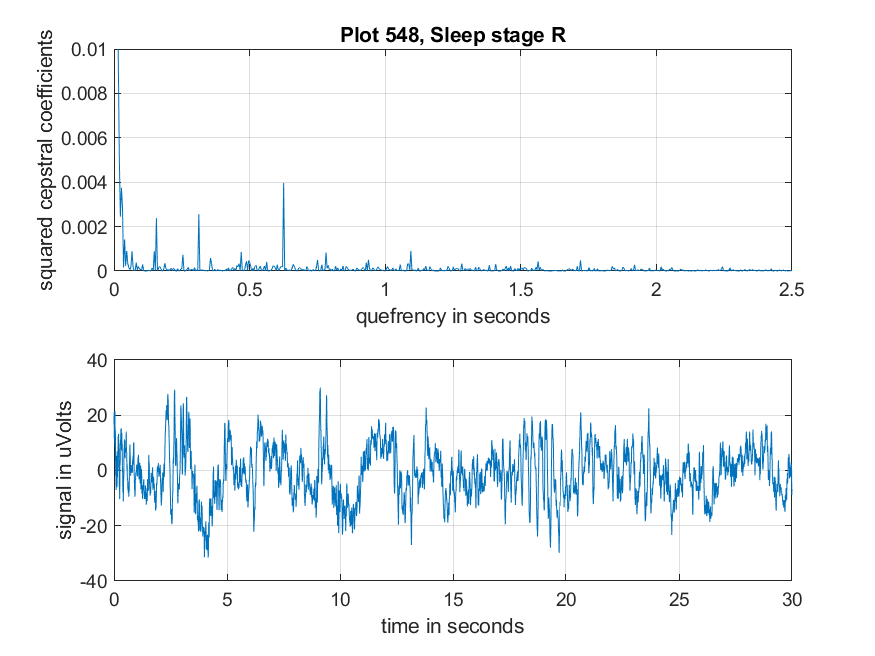 Plot 548, Sleep stage R
squared cepstral coefficients
0.01
0.008
0.006
0.004
0.002
0
0 0.5 1 1.5 2 2.5
quefrency in seconds
signal in uVolts
40
20
0
-20
-40
0 5 10 15 20 25 30
time in seconds